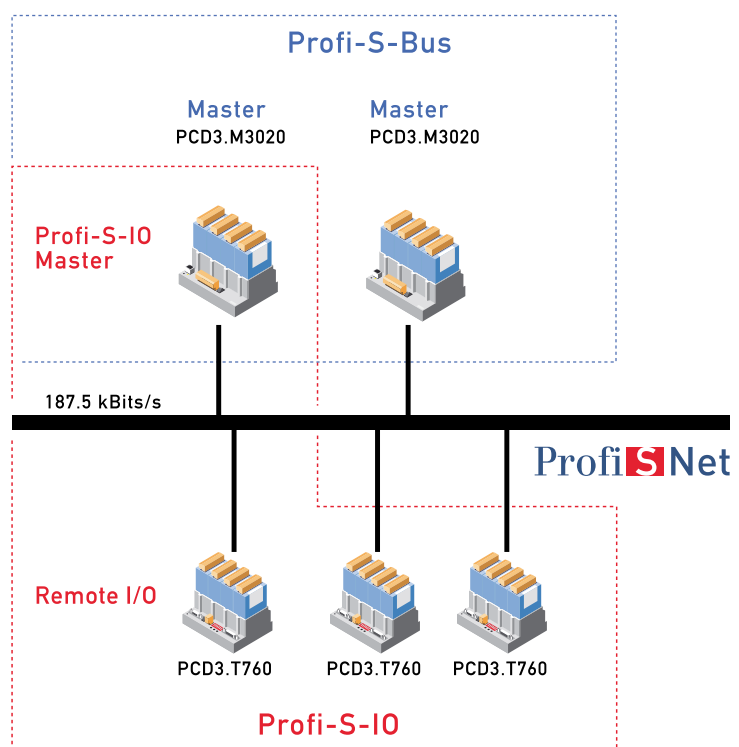 Profi-S-Bus
Master
PCD3.M3020
Master
PCD3.M3020
Profi-S-IO
Master
187.5 kBits/s
Profi S Net
Remote I/O
PCD3.T760
PCD3.T760
PCD3.T760
Profi-S-IO